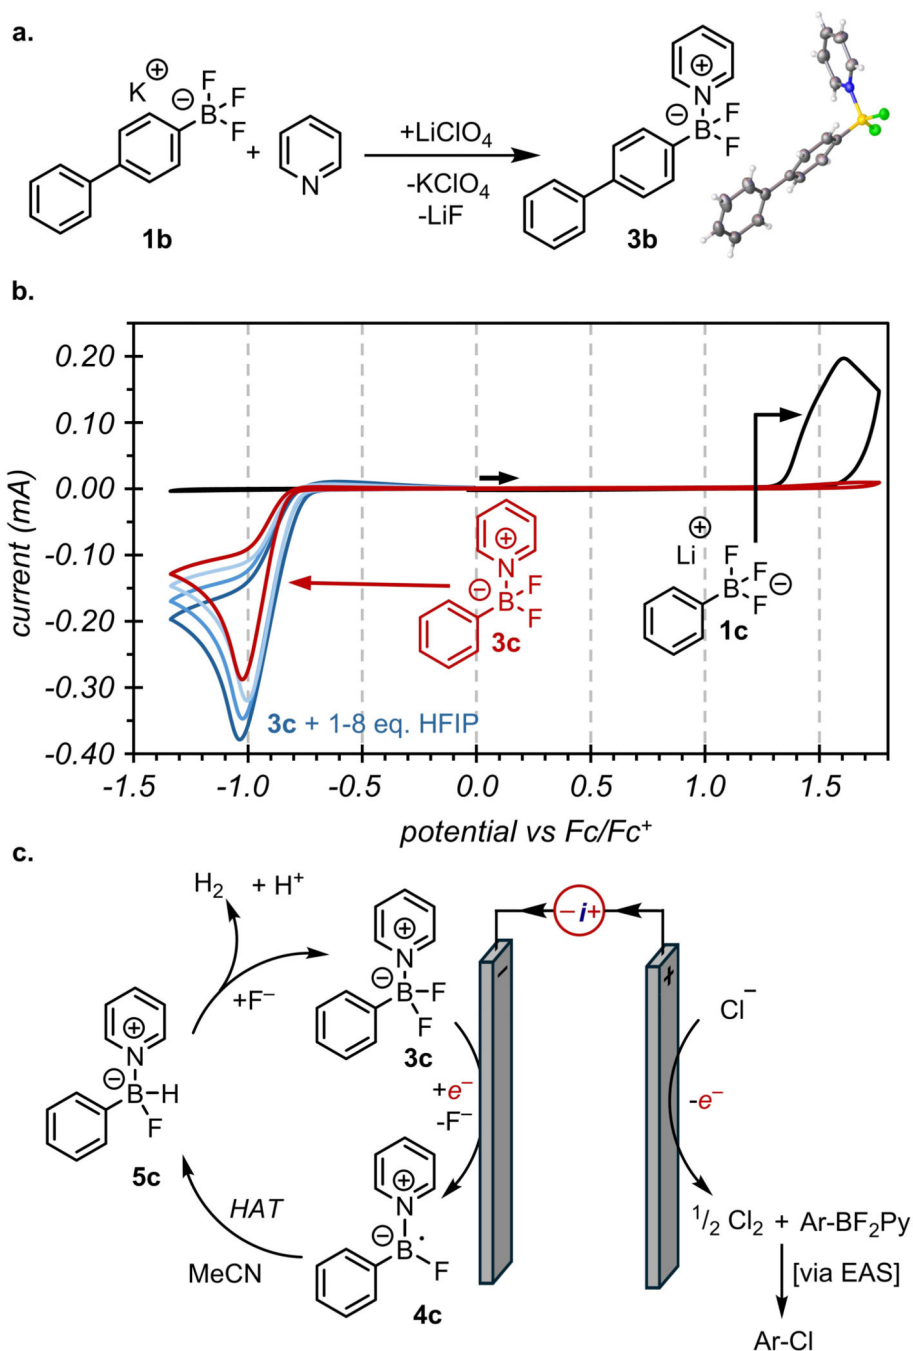 a.
K ⊕
⊖ B F F F
+
N
1b
+LiClO4
-KClO4
-LiF
⊕
N
⊖ B F F
3b
b.
0.20
0.10
0.00
-0.10
-0.20
-0.30
-0.40
current (mA)
⊕
N
⊖ B F F
3c
⊕
Li
F
B F ⊖
F
1c
3c + 1-8 eq. HFIP
-1.5 -1.0 -0.5 0.0 0.5 1.0 1.5
potential vs Fc/Fc+
c.
H2 + H+
+F−
⊕
N
⊖ B F
F
3c
− i +
−
+
Cl−
+e−
-F−
-e−
⊕
N
⊖ B H
F
5c
HAT
MeCN
⊕
N
⊖ B · F
4c
1/2 Cl2 + Ar-BF2Py
[via EAS]
Ar-Cl